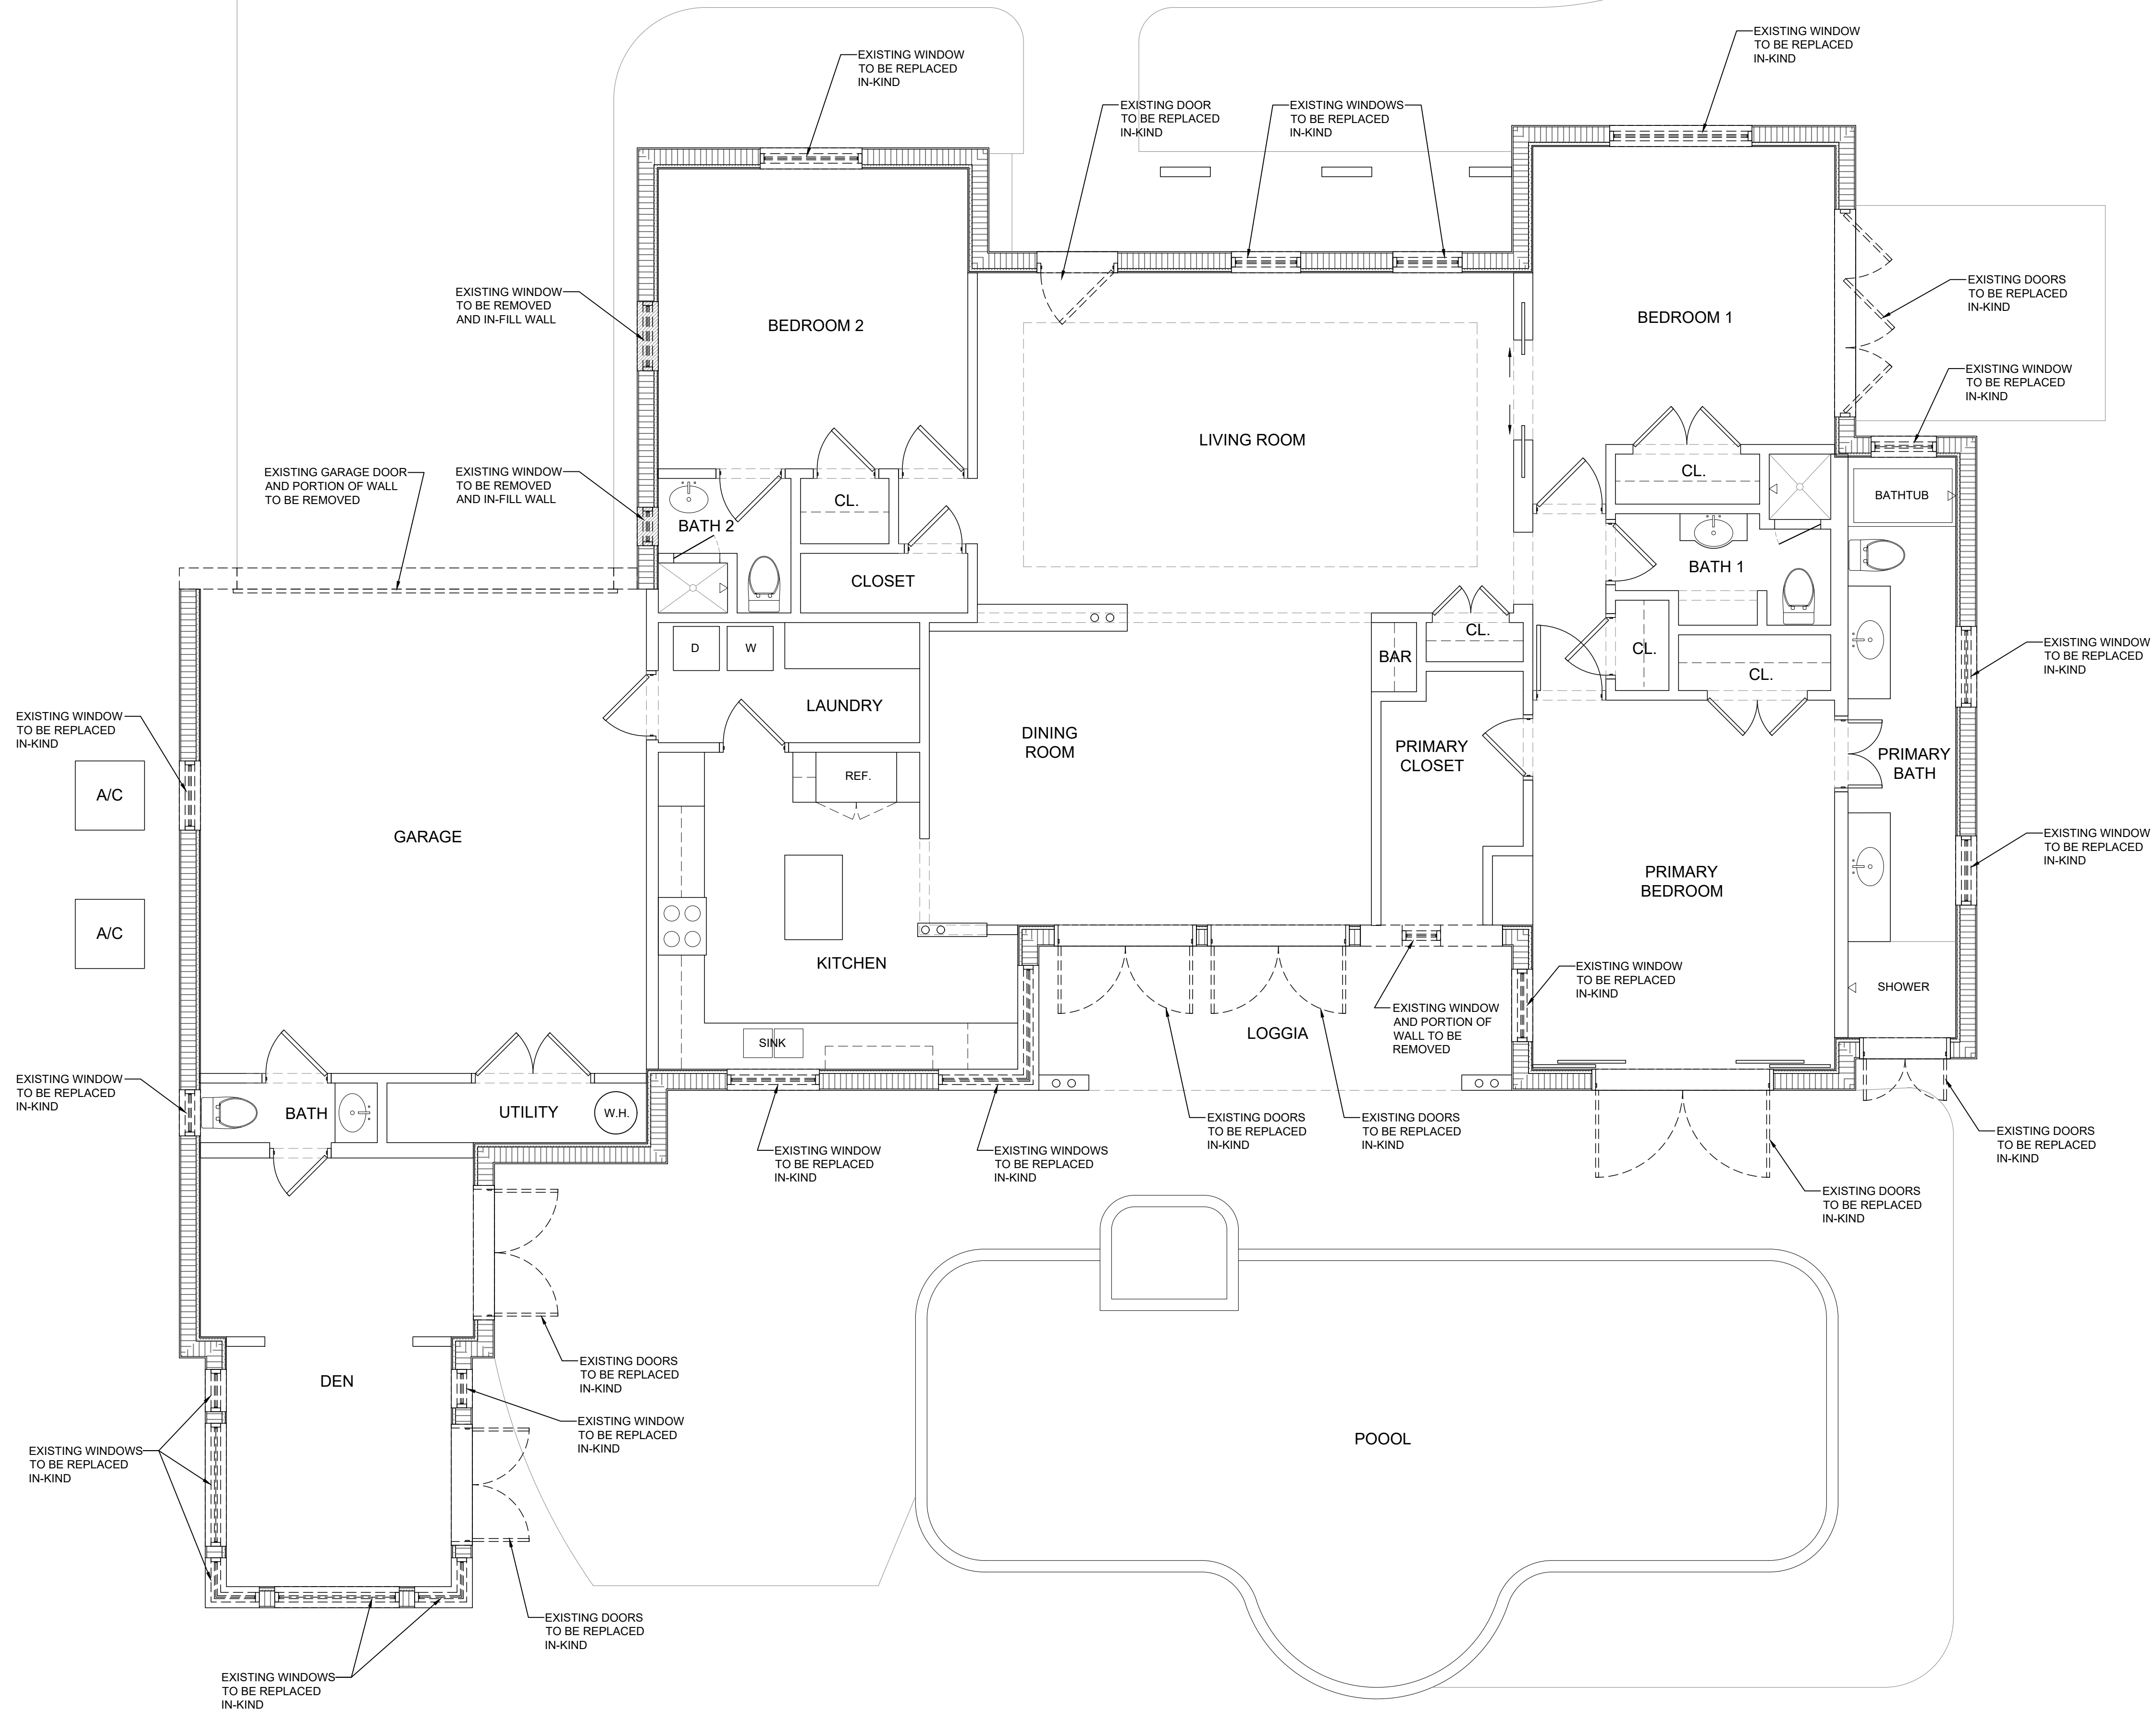 EXISTING WINDOW
TO BE REPLACED
IN-KIND
EXISTING WINDOW
TO BE REPLACED
IN-KIND
EXISTING DOOR
TO BE REPLACED
IN-KIND
EXISTING WINDOWS
TO BE REPLACED
IN-KIND
EXISTING WINDOW
TO BE REMOVED
AND IN-FILL WALL
BEDROOM 2
BEDROOM 1
EXISTING DOORS
TO BE REPLACED
IN-KIND
EXISTING WINDOW
TO BE REPLACED
IN-KIND
LIVING ROOM
EXISTING GARAGE DOOR
AND PORTION OF WALL
TO BE REMOVED
EXISTING WINDOW
TO BE REMOVED
AND IN-FILL WALL
CL.
CL.
BATHTUB
BATH 2
CLOSET
BATH 1
D
W
BAR
CL.
CL.
CL.
EXISTING WINDOW
TO BE REPLACED
IN-KIND
LAUNDRY
DINING
ROOM
PRIMARY
CLOSET
PRIMARY
BATH
EXISTING WINDOW
TO BE REPLACED
IN-KIND
A/C
REF.
GARAGE
EXISTING WINDOW
TO BE REPLACED
IN-KIND
PRIMARY
BEDROOM
A/C
KITCHEN
EXISTING WINDOW
TO BE REPLACED
IN-KIND
SHOWER
EXISTING WINDOW
AND PORTION OF
WALL TO BE
REMOVED
LOGGIA
SINK
EXISTING WINDOW
TO BE REPLACED
IN-KIND
BATH
UTILITY
W.H.
EXISTING WINDOW
TO BE REPLACED
IN-KIND
EXISTING WINDOWS
TO BE REPLACED
IN-KIND
EXISTING DOORS
TO BE REPLACED
IN-KIND
EXISTING DOORS
TO BE REPLACED
IN-KIND
EXISTING DOORS
TO BE REPLACED
IN-KIND
EXISTING DOORS
TO BE REPLACED
IN-KIND
DEN
EXISTING DOORS
TO BE REPLACED
IN-KIND
EXISTING WINDOW
TO BE REPLACED
IN-KIND
EXISTING WINDOWS
TO BE REPLACED
IN-KIND
POOOL
EXISTING DOORS
TO BE REPLACED
IN-KIND
EXISTING WINDOWS
TO BE REPLACED
IN-KIND